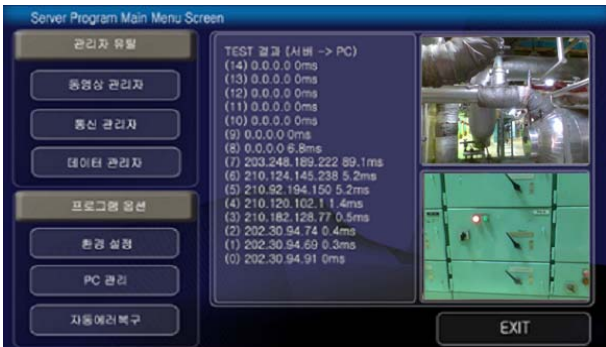 Server Program Main Menu Screen
관리자 유틸
동영상 관리자
통신 관리자
데이터 관리자
프로그램 옵션
환경 설정
PC 관리
자동에러복구
TEST 결과 (서버 -> PC)
(14) 0.0.0.0 0ms
(13) 0.0.0.0 0ms
(12) 0.0.0.0 0ms
(11) 0.0.0.0 0ms
(10) 0.0.0.0 0ms
(9) 0.0.0.0 0ms
(8) 0.0.0.0 6.8ms
(7) 203.248.189.222 89.1ms
(6) 210.124.145.238 5.2ms
(5) 210.92.194.150 5.2ms
(4) 210.120.102.1 1.4ms
(3) 210.182.128.77 0.5ms
(2) 202.30.94.74 0.4ms
(1) 202.30.94.69 0.3ms
(0) 202.30.94.91 0ms
EXIT